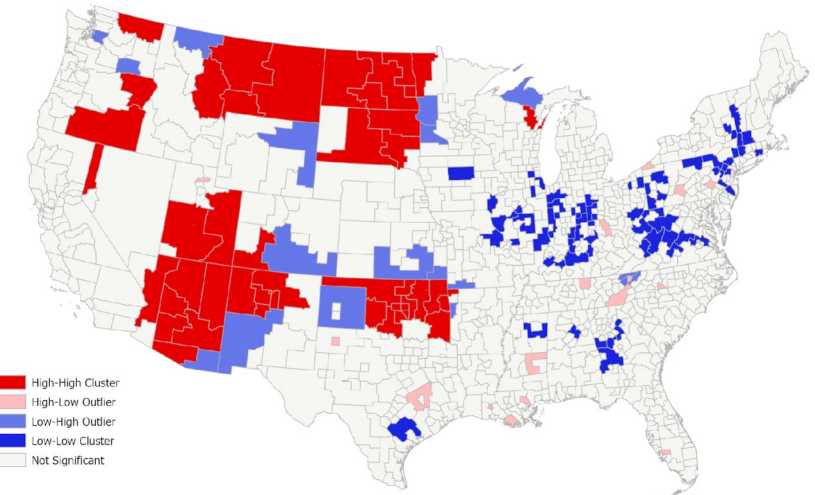 High-High Cluster
High-Low Outlier
Low-High Outlier
Low-Low Cluster
Not Significant